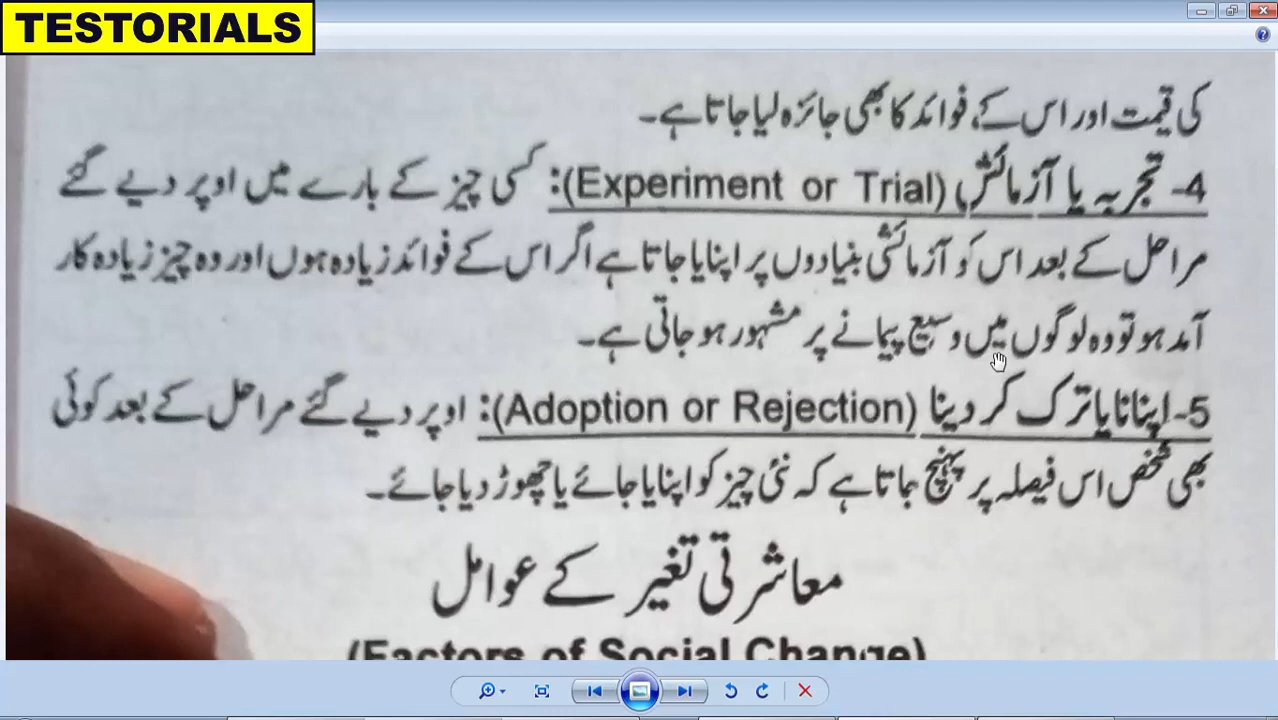 TESTORIALS
کی قیمت اور اس کے، فوائد کا بھی جائزہ لیا جاتا ہے۔
4- تجربہ یا آزمائش (Experiment or Trial): کسی چیز کے بارے میں اوپر دیے گئے
مراحل کے بعد اس کو آزمائشی بنیادوں پر اپنایا جاتا ہے اگر اس کے فوائد زیادہ ہوں اور وہ چیز زیادہ کار
آمد ہو تو وہ لوگوں میں وسیع پیمانے پر مشہور ہو جاتی ہے۔
5- اپنانا یا ترک کر دینا (Adoption or Rejection): اوپر دیے گئے مراحل کے بعد کوئی
بھی شخص اس فیصلہ پر پہنچ جاتا ہے کہ نئی چیز کو اپنایا جائے یا چھوڑ دیا جائے۔
معاشرتی تغیر کے عوامل
(Factors of Social Change)